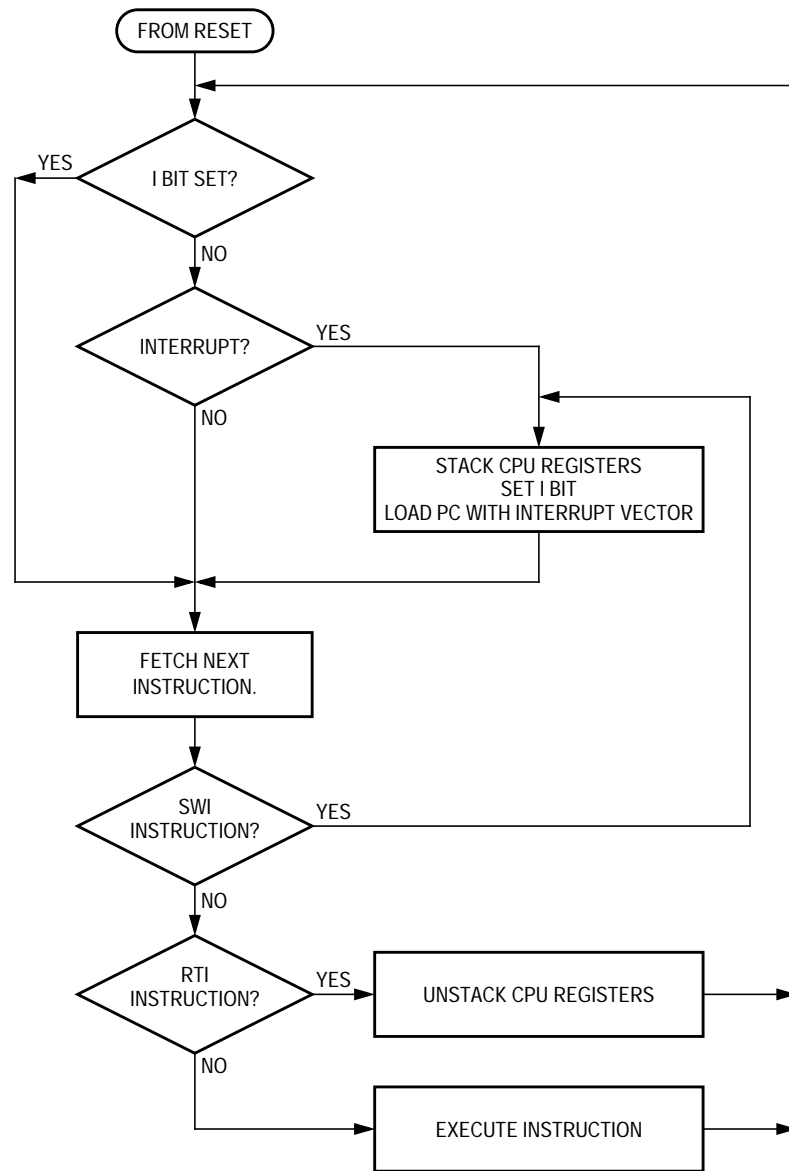 FROM RESET
YES
I BIT SET?
NO
INTERRUPT?
YES
NO
STACK CPU REGISTERS
SET I BIT
LOAD PC WITH INTERRUPT VECTOR
FETCH NEXT
INSTRUCTION.
SWI
INSTRUCTION?
YES
NO
RTI
INSTRUCTION?
YES
UNSTACK CPU REGISTERS
NO
EXECUTE INSTRUCTION